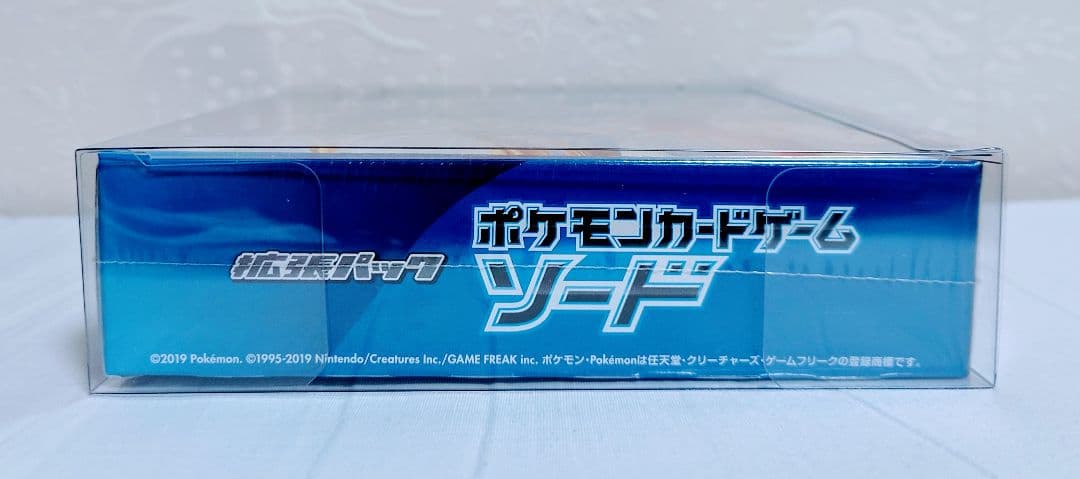 ポケモンカードゲーム
拡張パック
ソード
©2019 Pokémon. ©1995-2019 Nintendo/Creatures Inc./GAME FREAK inc. ポケモン・Pokémonは任天堂・クリーチャーズ・ゲームフリークの登録商標です。